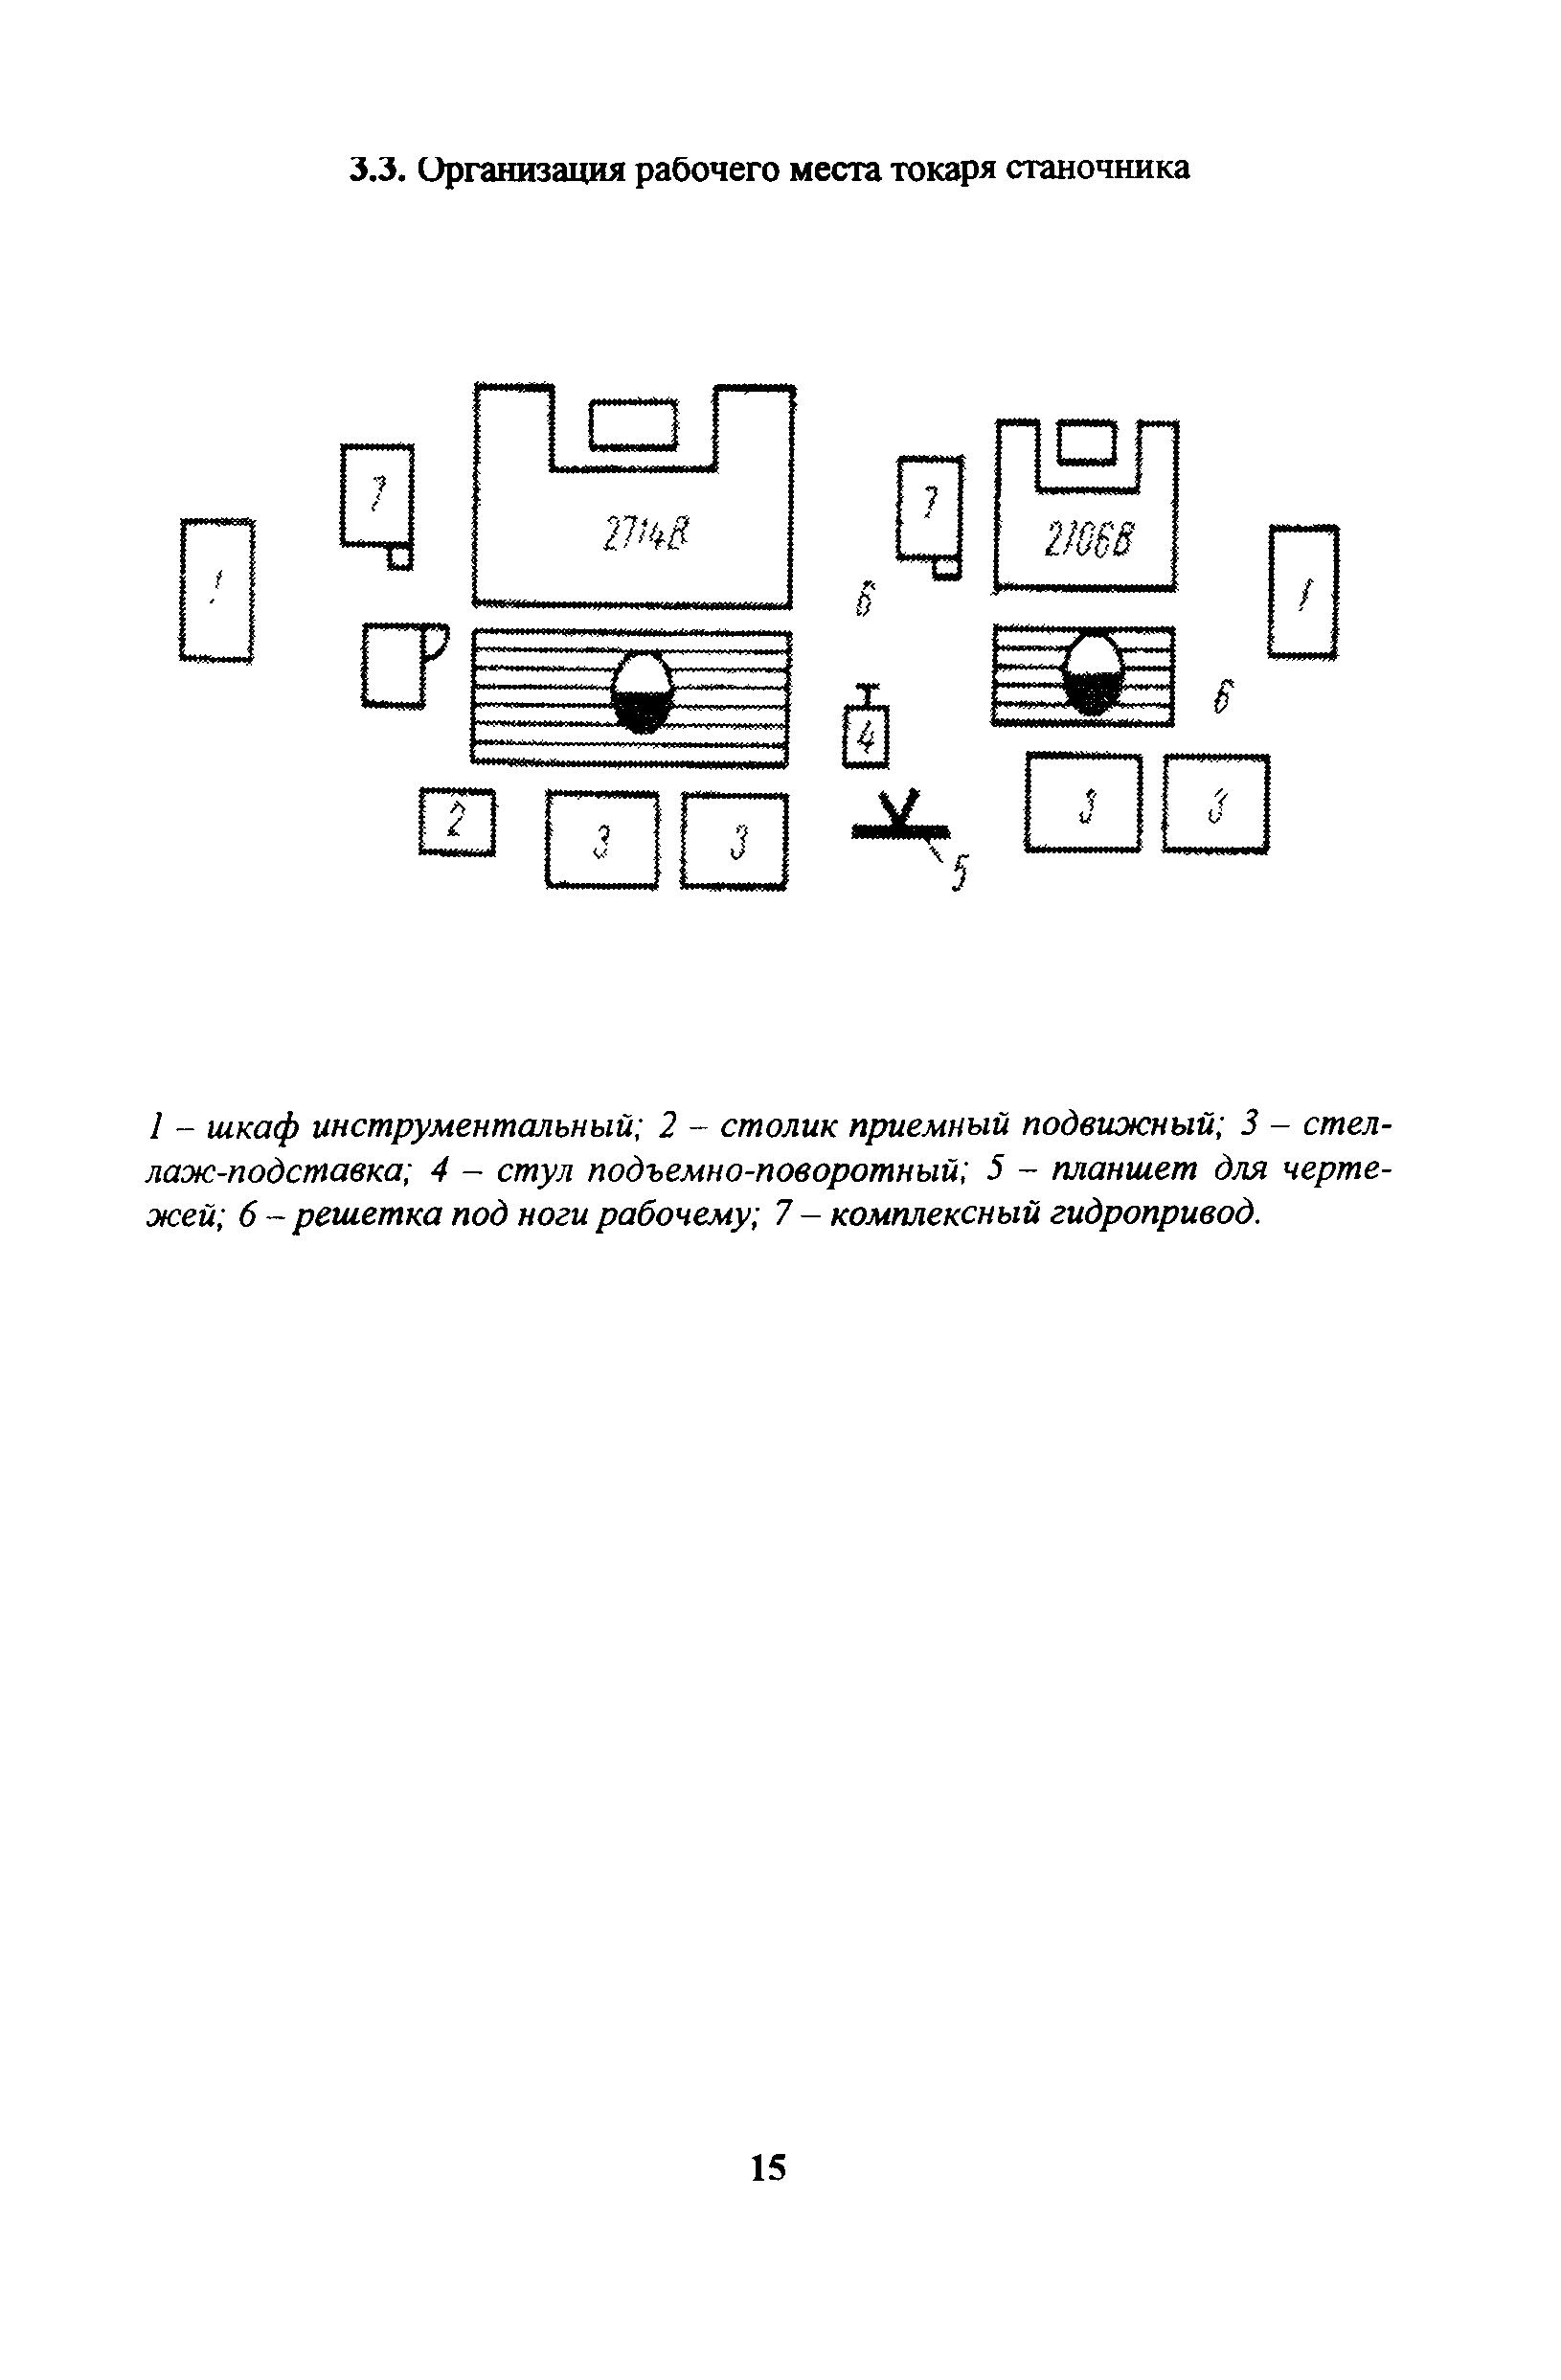 3.3. Организация рабочего места токаря станочника
7
2714В
7
2706В
1
1
6
6
4
2
3
3
3
3
5
1 – шкаф инструментальный; 2 – столик приемный подвижный; 3 – стел-
лаж-подставка; 4 – стул подъемно-поворотный; 5 – планшет для черте-
жей; 6 – решетка под ноги рабочему; 7 – комплексный гидропривод.
15